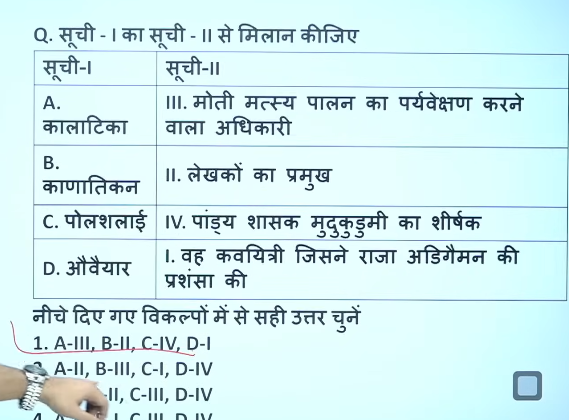 Q. सूची - I का सूची - II से मिलान कीजिए
सूची-I
सूची-II
A.
कालाटिका
III. मोती मत्स्य पालन का पर्यवेक्षण करने
वाला अधिकारी
B.
काणातिकन
II. लेखकों का प्रमुख
C. पोलशलाई
IV. पांड्य शासक मुदुकुडुमी का शीर्षक
D. औवैयार
I. वह कवयित्री जिसने राजा अडिगैमन की
प्रशंसा की
नीचे दिए गए विकल्पों में से सही उत्तर चुनें
1. A-III, B-II, C-IV, D-I
A-II, B-III, C-I, D-IV
-II, C-III, D-IV